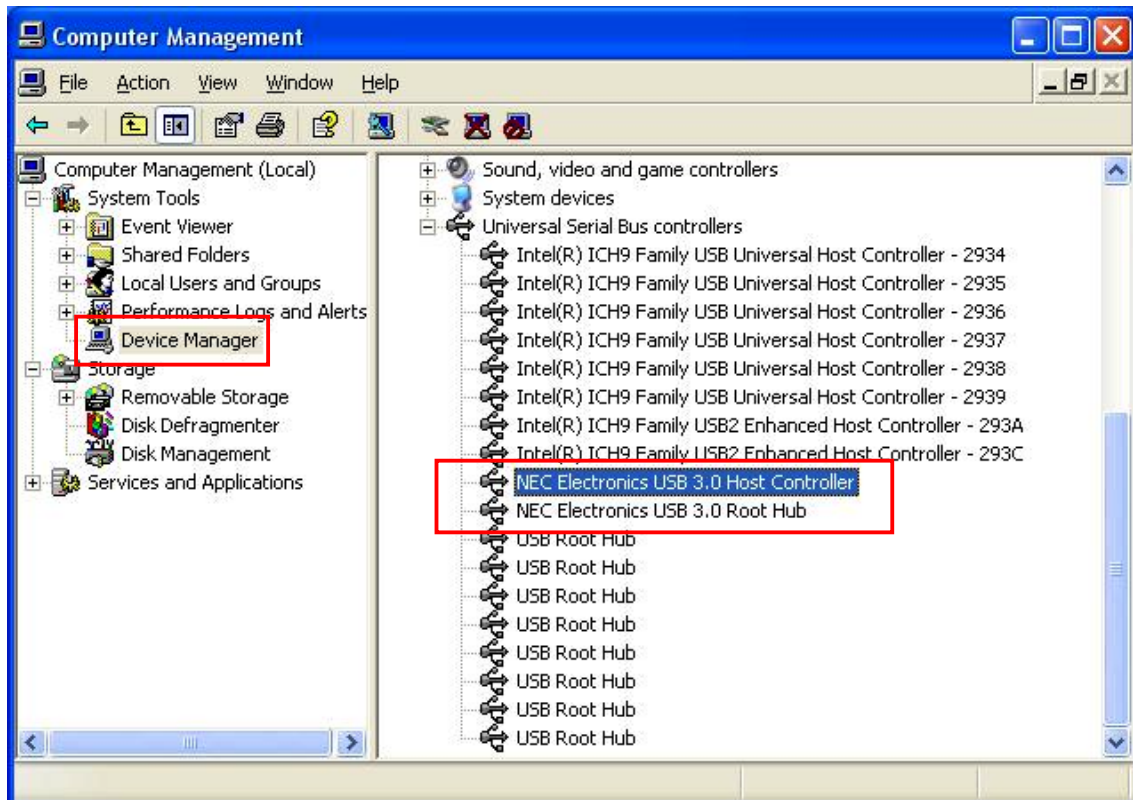 Computer Management
File Action View Window Help
Computer Management (Local)
System Tools
Event Viewer
Shared Folders
Local Users and Groups
Performance Logs and Alerts
Device Manager
Storage
Removable Storage
Disk Defragmenter
Disk Management
Services and Applications
Sound, video and game controllers
System devices
Universal Serial Bus controllers
Intel(R) ICH9 Family USB Universal Host Controller - 2934
Intel(R) ICH9 Family USB Universal Host Controller - 2935
Intel(R) ICH9 Family USB Universal Host Controller - 2936
Intel(R) ICH9 Family USB Universal Host Controller - 2937
Intel(R) ICH9 Family USB Universal Host Controller - 2938
Intel(R) ICH9 Family USB Universal Host Controller - 2939
Intel(R) ICH9 Family USB2 Enhanced Host Controller - 293A
Intel(R) ICH9 Family USB2 Enhanced Host Controller - 293C
NEC Electronics USB 3.0 Host Controller
NEC Electronics USB 3.0 Root Hub
USB Root Hub
USB Root Hub
USB Root Hub
USB Root Hub
USB Root Hub
USB Root Hub
USB Root Hub
USB Root Hub